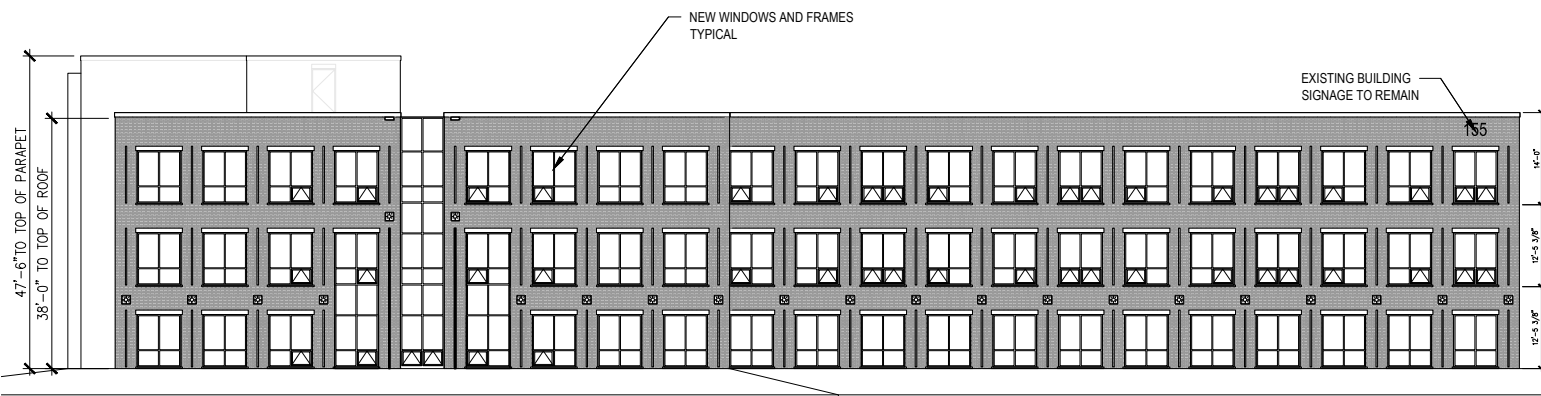 NEW WINDOWS AND FRAMES
TYPICAL
EXISTING BUILDING
SIGNAGE TO REMAIN
155
47'-6"TO TOP OF PARAPET
38'-0" TO TOP OF ROOF
14'-0"
12'-5 3/8"
12'-5 3/8"